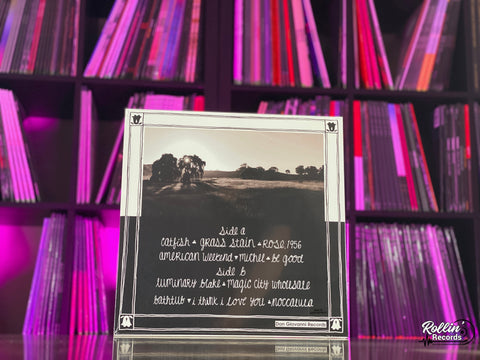 Side a
catfish ♠ grass stain ♠ rose, 1956
american weekend ♥ michel ♠ be good
side b
luminary blake ♠ magic city wholesale
bathtub ♥ i think i love you ♠ noccalula
Don Giovanni Records
Rollin'
Records